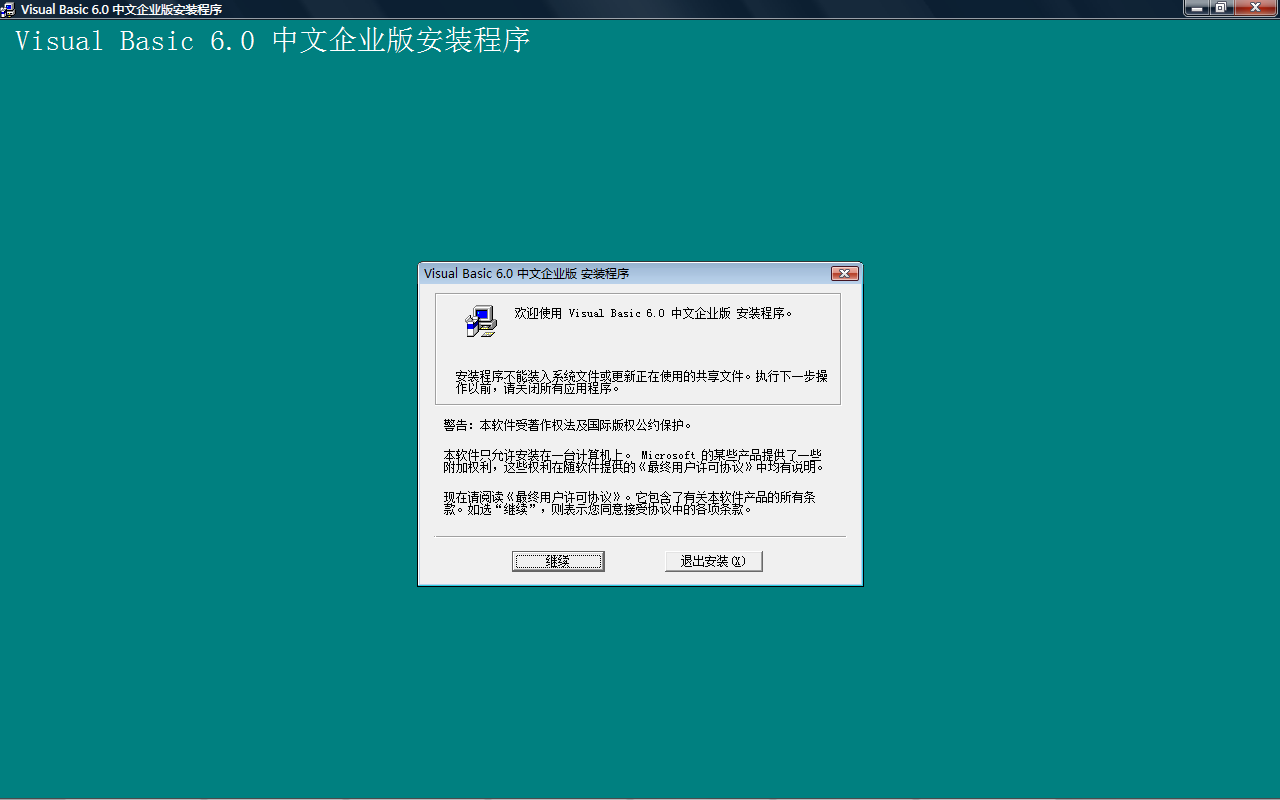 Visual Basic 6.0 中文企业版安装程序
Visual Basic 6.0 中文企业版安装程序
Visual Basic 6.0 中文企业版 安装程序
欢迎使用 Visual Basic 6.0 中文企业版 安装程序。
安装程序不能装入系统文件或更新正在使用的共享文件。执行下一步操
作以前，请关闭所有应用程序。
警告：本软件受著作权法及国际版权公约保护。
本软件只允许安装在一台计算机上。 Microsoft 的某些产品提供了一些
附加权利，这些权利在随软件提供的《最终用户许可协议》中均有说明。
现在请阅读《最终用户许可协议》。它包含了有关本软件产品的所有条
款。如选“继续”，则表示您同意接受协议中的各项条款。
继续
退出安装(X)